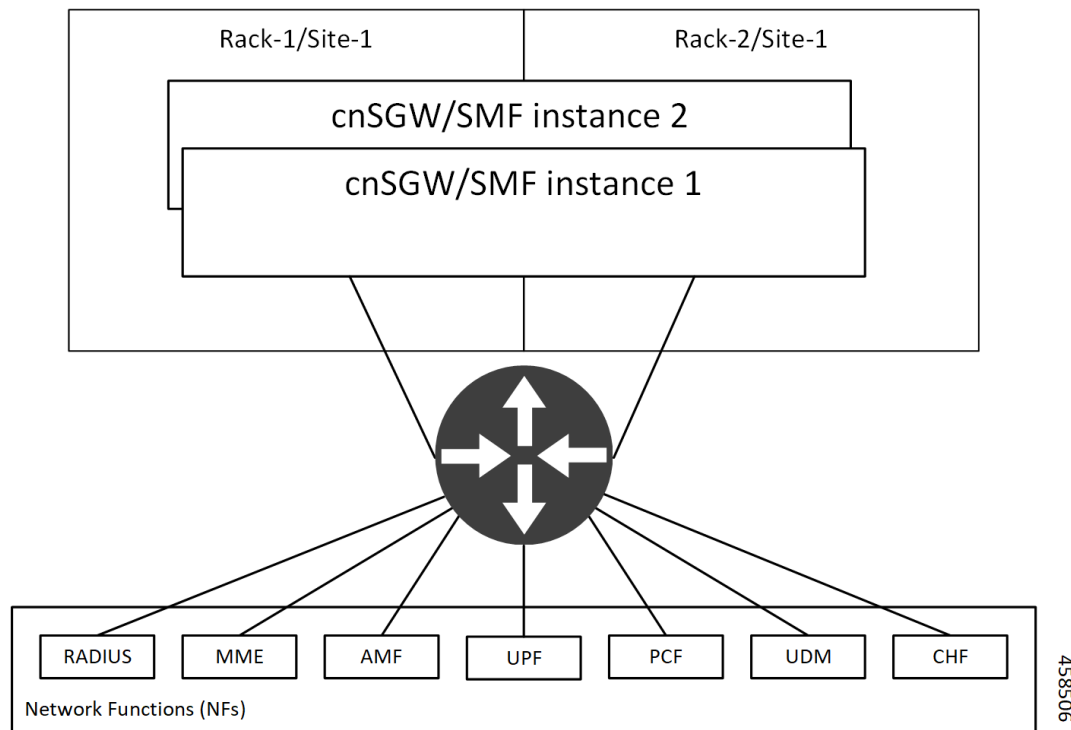 Rack-1/Site-1
Rack-2/Site-1
cnSGW/SMF instance 2
cnSGW/SMF instance 1
RADIUS
MME
AMF
UPF
PCF
UDM
CHF
Network Functions (NFs)
458506